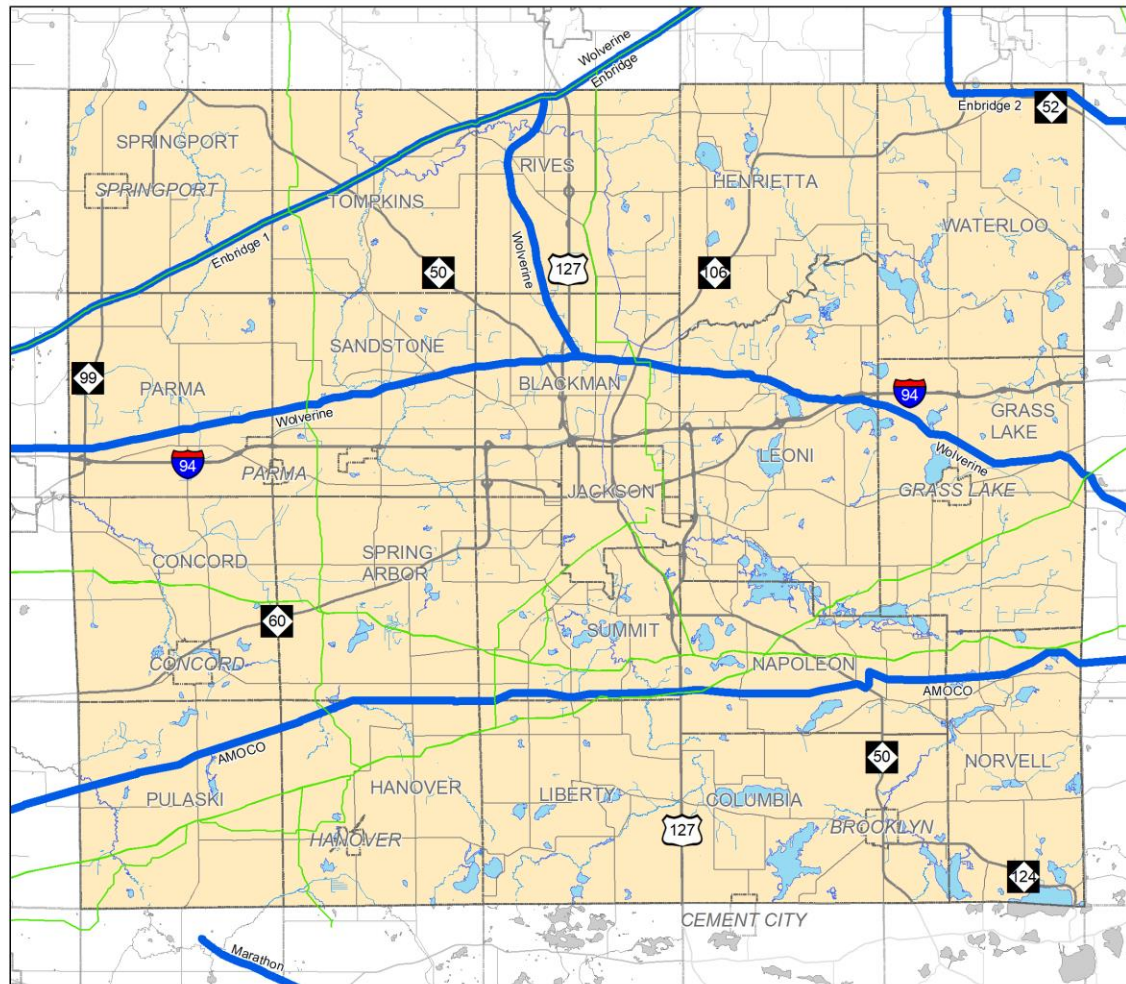 Wolverine
Enbridge
Enbridge 2
52
SPRINGPORT
RIVES
HENRIETTA
SPRINGPORT
TOMPKINS
WATERLOO
Enbridge 1
Wolverine
50
127
106
SANDSTONE
99
PARMA
BLACKMAN
94
GRASS
LAKE
Wolverine
94
PARMA
LEONI
Wolverine
JACKSON
GRASS LAKE
CONCORD
SPRING
ARBOR
60
SUMMIT
CONCORD
NAPOLEON
AMOCO
AMOCO
50
NORVELL
PULASKI
HANOVER
LIBERTY
COLUMBIA
HANOVER
127
BROOKLYN
124
CEMENT CITY
Marathon